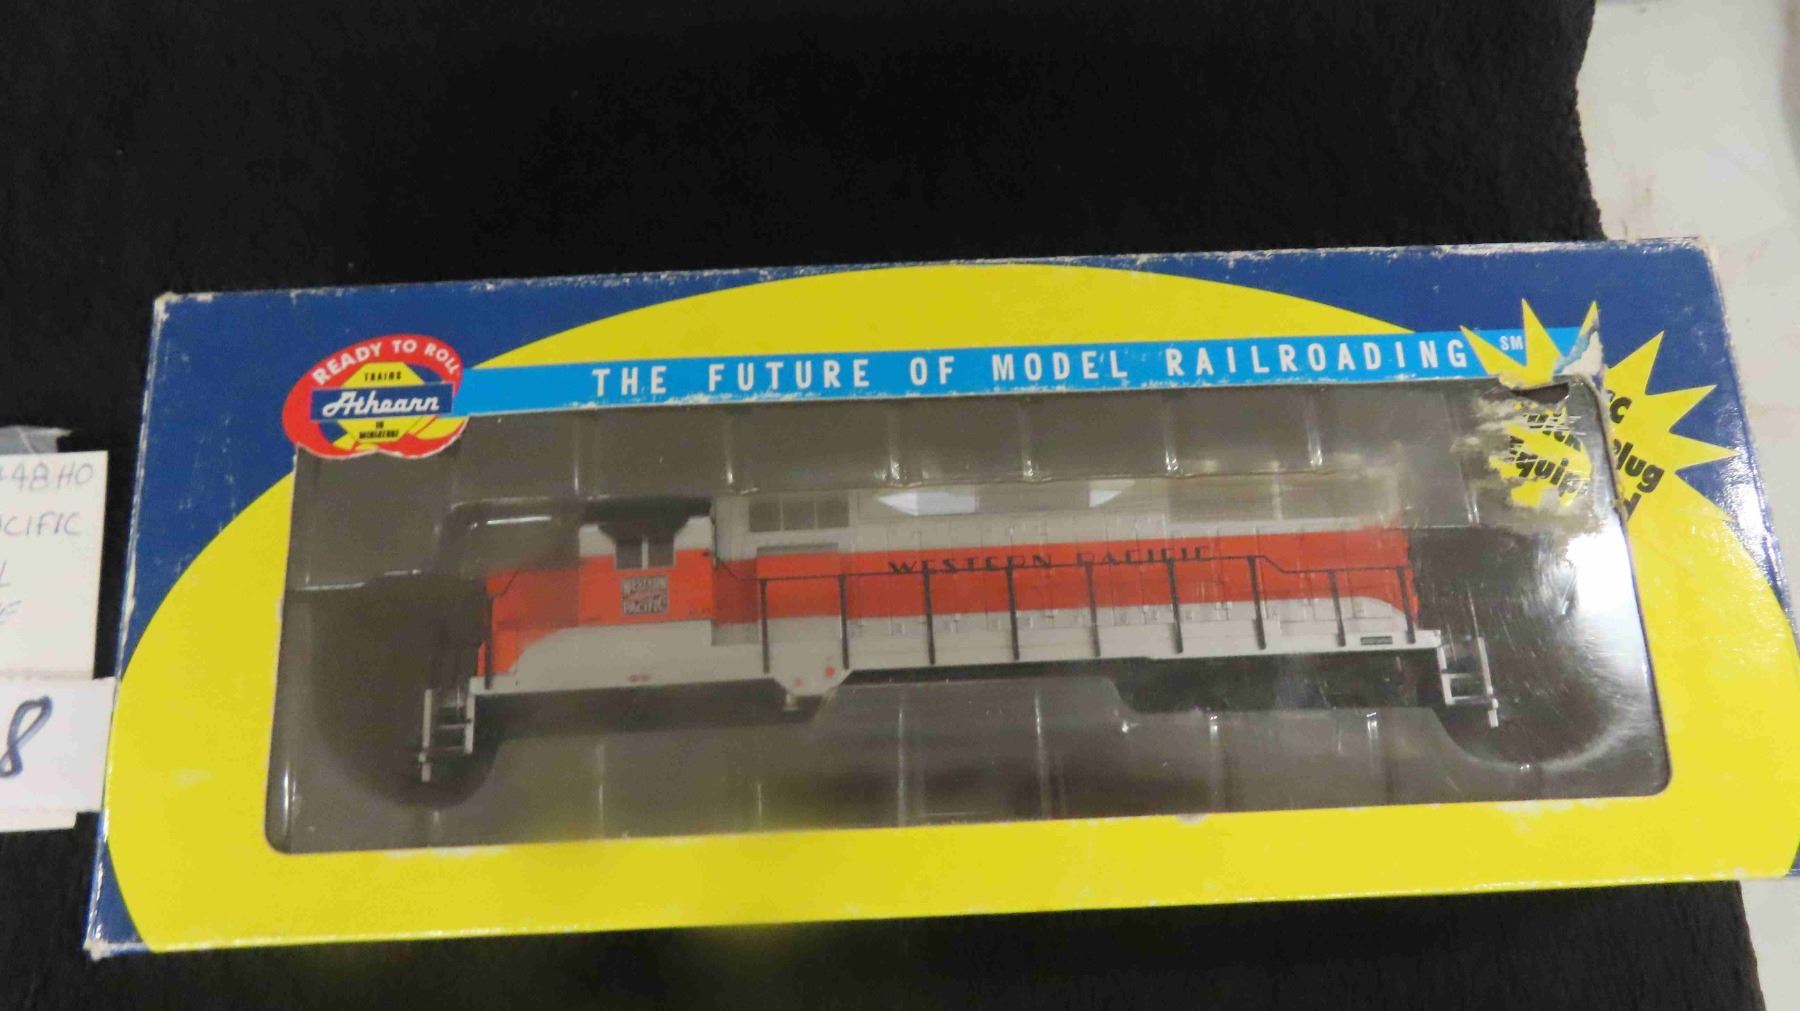 READY TO ROLL
TRAINS
Athearn
IN
MINIATURE
THE FUTURE OF MODEL RAILROADING SM
Plug
WESTERN PACIFIC
WESTERN
PACIFIC
48 HO
CIFIC
8